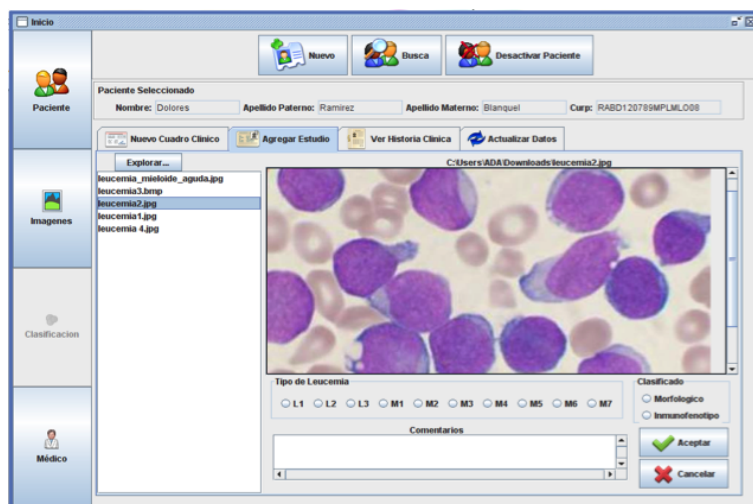 Inicio
Nuevo
Busca
Desactivar Paciente
Paciente
Imagenes
Clasificacion
Médico
Paciente Seleccionado
Nombre: Dolores Apellido Paterno: Ramirez Apellido Materno: Blanquel Curp: RABD120789MPLMLO08
Nuevo Cuadro Clinico
Agregar Estudio
Ver Historia Clinica
Actualizar Datos
Explorar...
C:\Users\ADA\Downloads\leucemia2.jpg
leucemia_mieloide_aguda.jpg
leucemia3.bmp
leucemia2.jpg
leucemia1.jpg
leucemia 4.jpg
Tipo de Leucemia
L1 L2 L3 M1 M2 M3 M4 M5 M6 M7
Clasificado
Morfologico
Inmunofenotipo
Comentarios
Aceptar
Cancelar